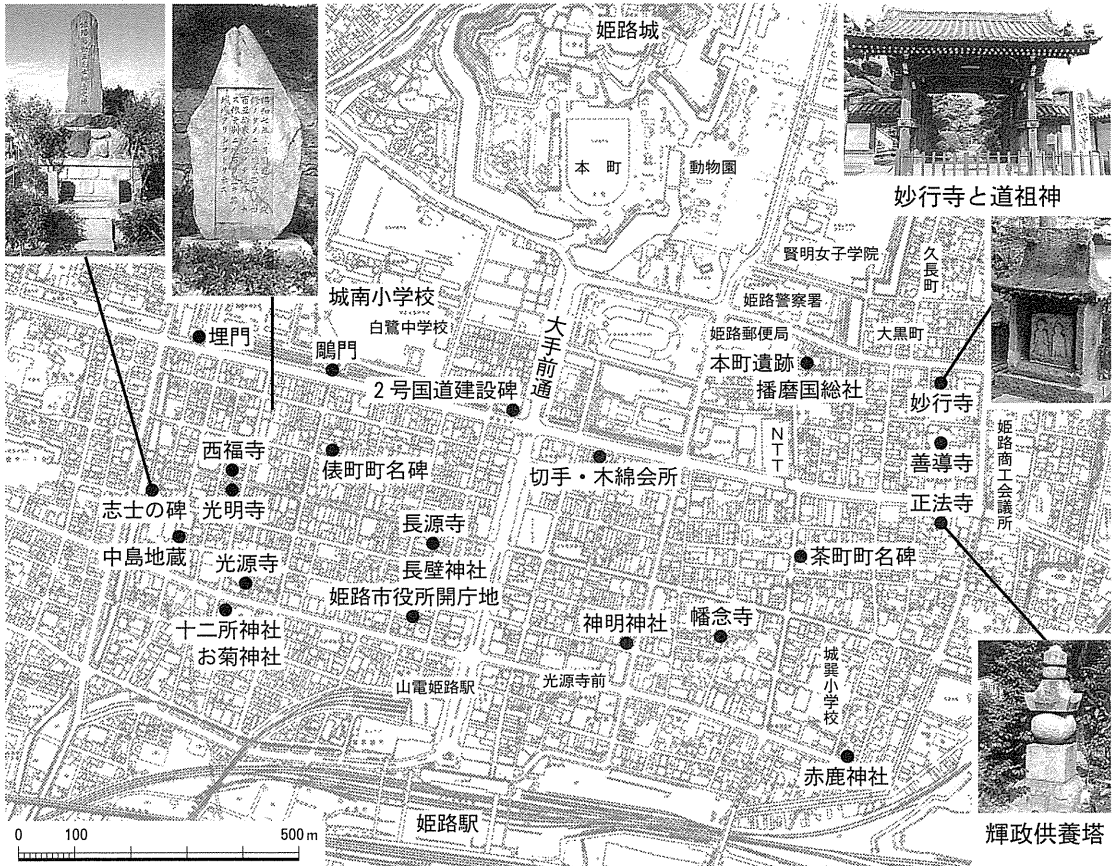 姫路城
本町
動物園
妙行寺と道祖神
賢明女子学院
久長町
城南小学校
白鷺中学校
大手前通
姫路警察署
姫路郵便局
大黒町
埋門
鵰門
本町遺跡
播磨国総社
2号国道建設碑
妙行寺
NTT
西福寺
俵町町名碑
切手・木綿会所
善導寺
姫路商工会議所
志士の碑
光明寺
正法寺
中島地蔵
長源寺
長壁神社
茶町町名碑
光源寺
姫路市役所開庁地
十二所神社
お菊神社
神明神社
幡念寺
城巽小学校
山電姫路駅
光源寺前
赤鹿神社
姫路駅
輝政供養塔
0 100 500 m